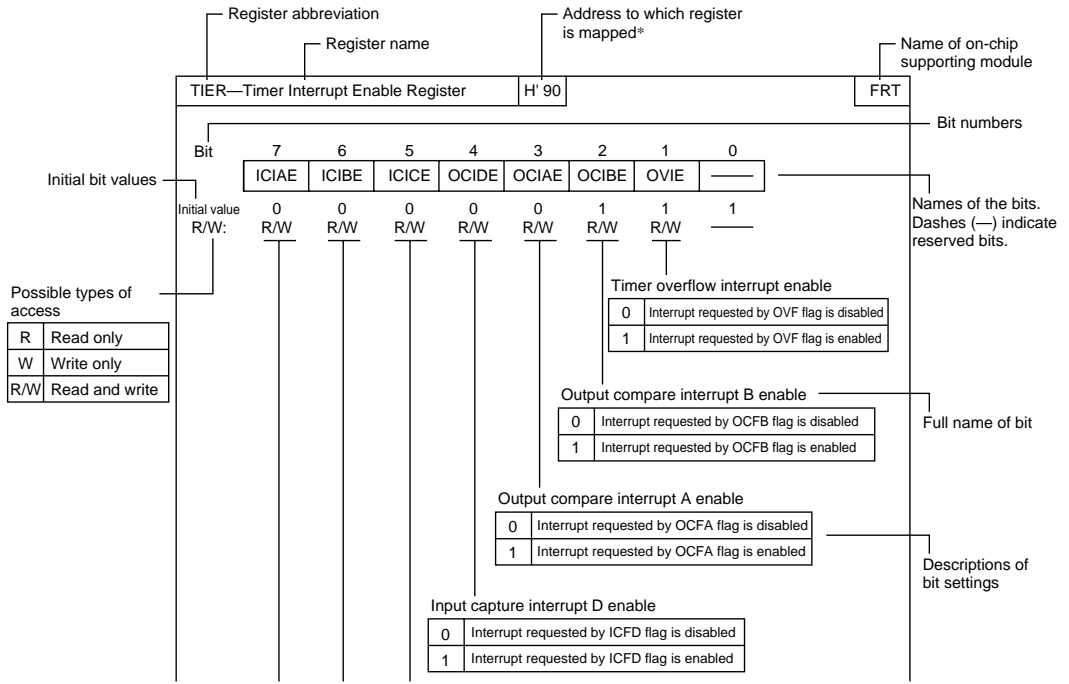 Register abbreviation
Register name
Address to which register
is mapped*
Name of on-chip
supporting module
TIER—Timer Interrupt Enable Register
H' 90
FRT
Bit numbers
Bit 7 6 5 4 3 2 1 0
ICIAE ICIBE ICICE OCIDE OCIAE OCIBE OVIE —
Initial bit values
Initial value 0 0 0 0 0 1 1 1
R/W: R/W R/W R/W R/W R/W R/W R/W —
Names of the bits.
Dashes (—) indicate
reserved bits.
Possible types of
access
R Read only
W Write only
R/W Read and write
Timer overflow interrupt enable
0 Interrupt requested by OVF flag is disabled
1 Interrupt requested by OVF flag is enabled
Output compare interrupt B enable
0 Interrupt requested by OCFB flag is disabled
1 Interrupt requested by OCFB flag is enabled
Full name of bit
Output compare interrupt A enable
0 Interrupt requested by OCFA flag is disabled
1 Interrupt requested by OCFA flag is enabled
Descriptions of
bit settings
Input capture interrupt D enable
0 Interrupt requested by ICFD flag is disabled
1 Interrupt requested by ICFD flag is enabled